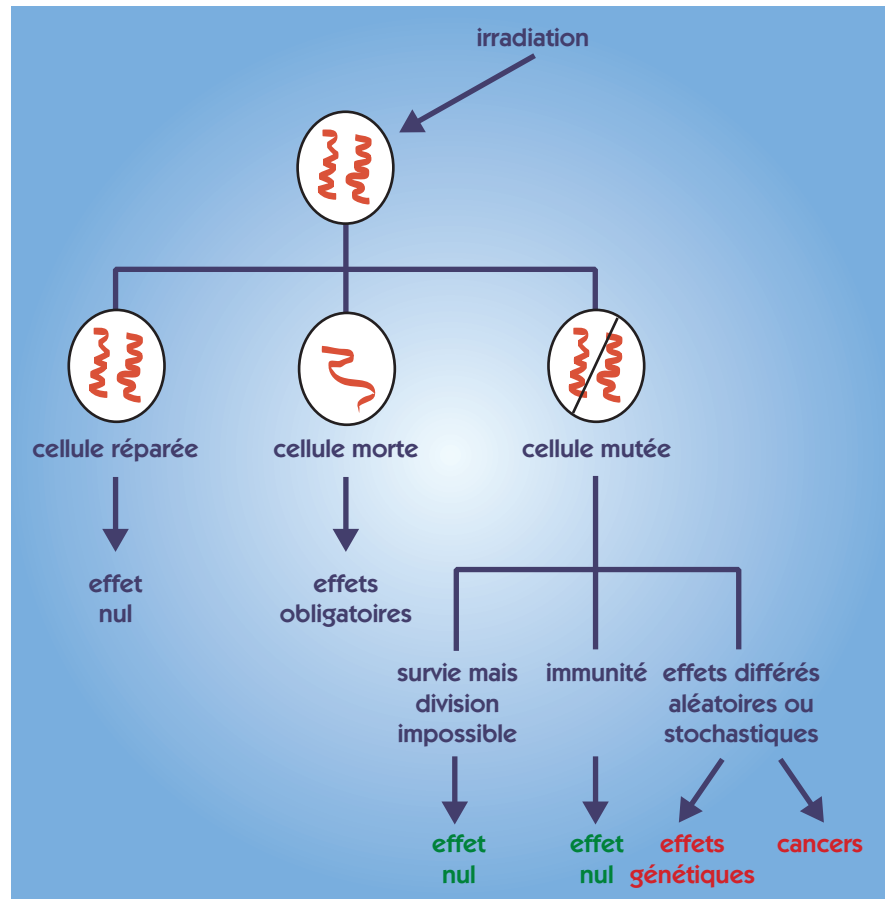 irradiation
cellule réparée
cellule morte
cellule mutée
effet
nul
effets
obligatoires
survie mais
division
impossible
immunité
effets différés
aléatoires ou
stochastiques
effet
nul
effet
nul
effets
génétiques
cancers